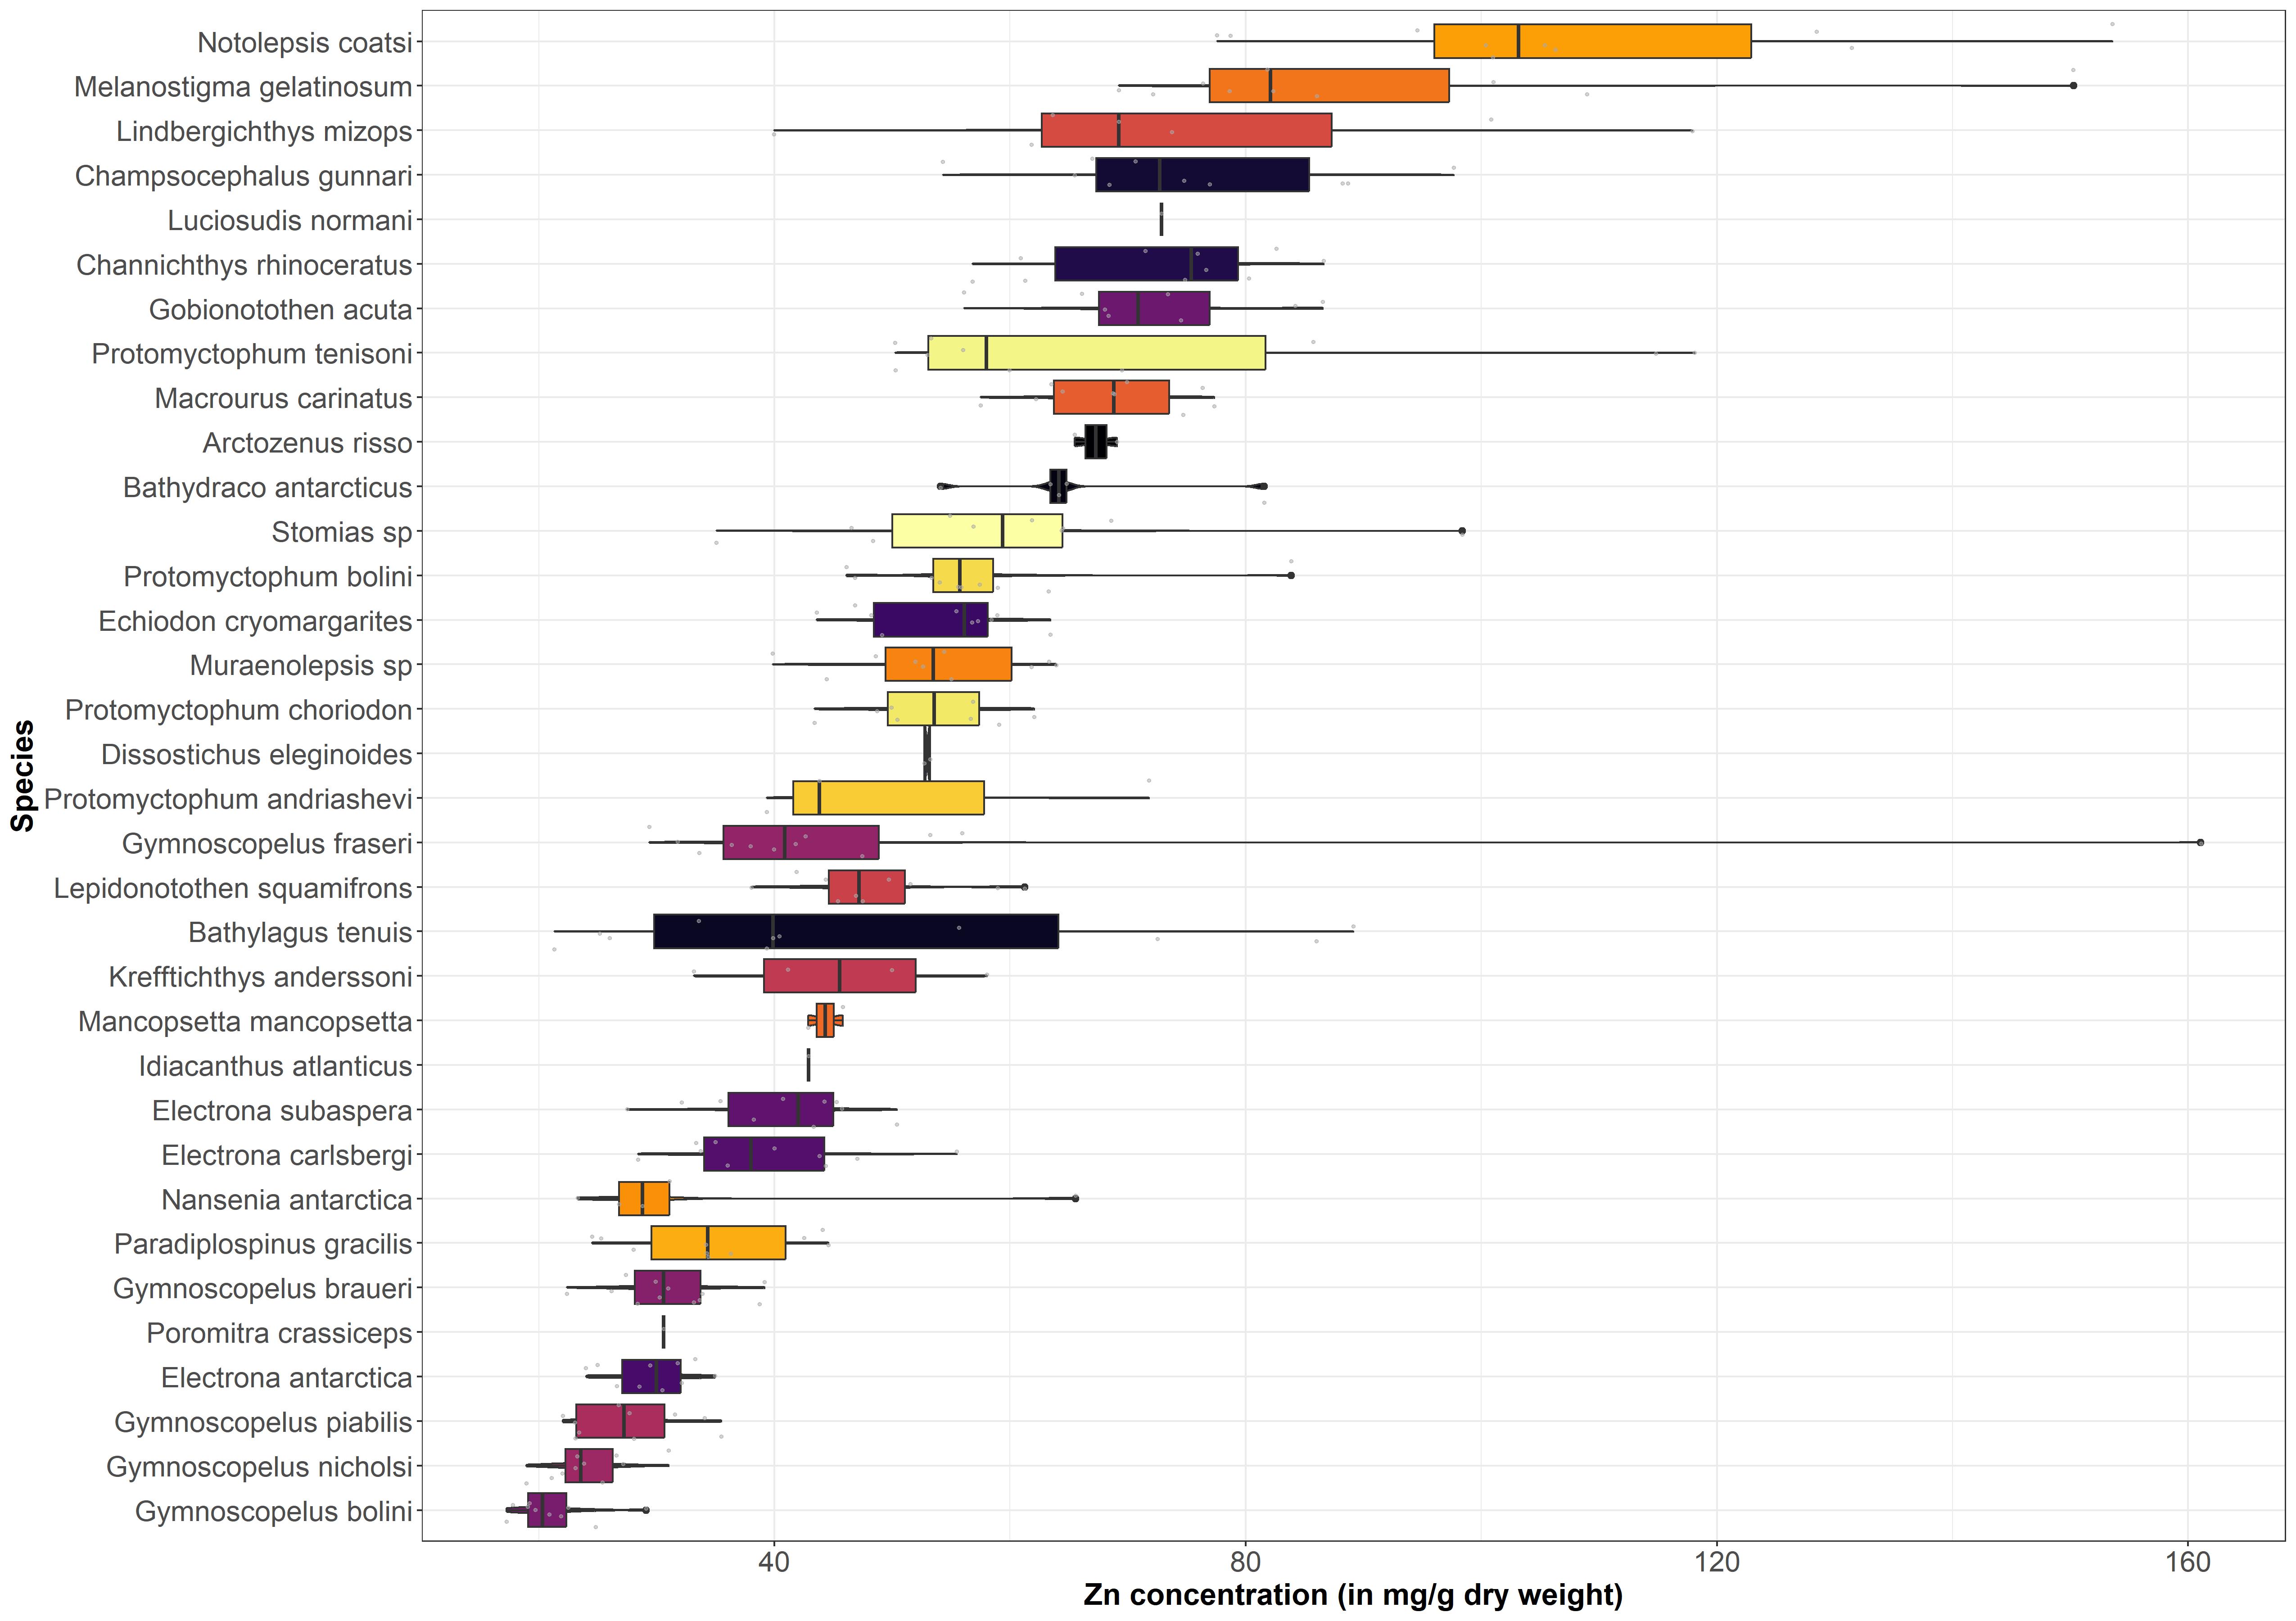 Notolepsis coatsi
Melanostigma gelatinosum
Lindbergichthys mizops
Champsocephalus gunnari
Luciosudis normani
Channichthys rhinoceratus
Gobionotothen acuta
Protomyctophum tenisoni
Macrourus carinatus
Arctozenus risso
Bathydraco antarcticus
Stomias sp
Protomyctophum bolini
Echiodon cryomargarites
Muraenolepsis sp
Protomyctophum choriodon
Dissostichus eleginoides
Protomyctophum andriashevi
Gymnoscopelus fraseri
Lepidonotothen squamifrons
Bathylagus tenuis
Krefftichthys anderssoni
Mancopsetta mancopsetta
Idiacanthus atlanticus
Electrona subaspera
Electrona carlsbergi
Nansenia antarctica
Paradiplospinus gracilis
Gymnoscopelus braueri
Poromitra crassiceps
Electrona antarctica
Gymnoscopelus piabilis
Gymnoscopelus nicholsi
Gymnoscopelus bolini
Species
40 80 120 160
Zn concentration (in mg/g dry weight)